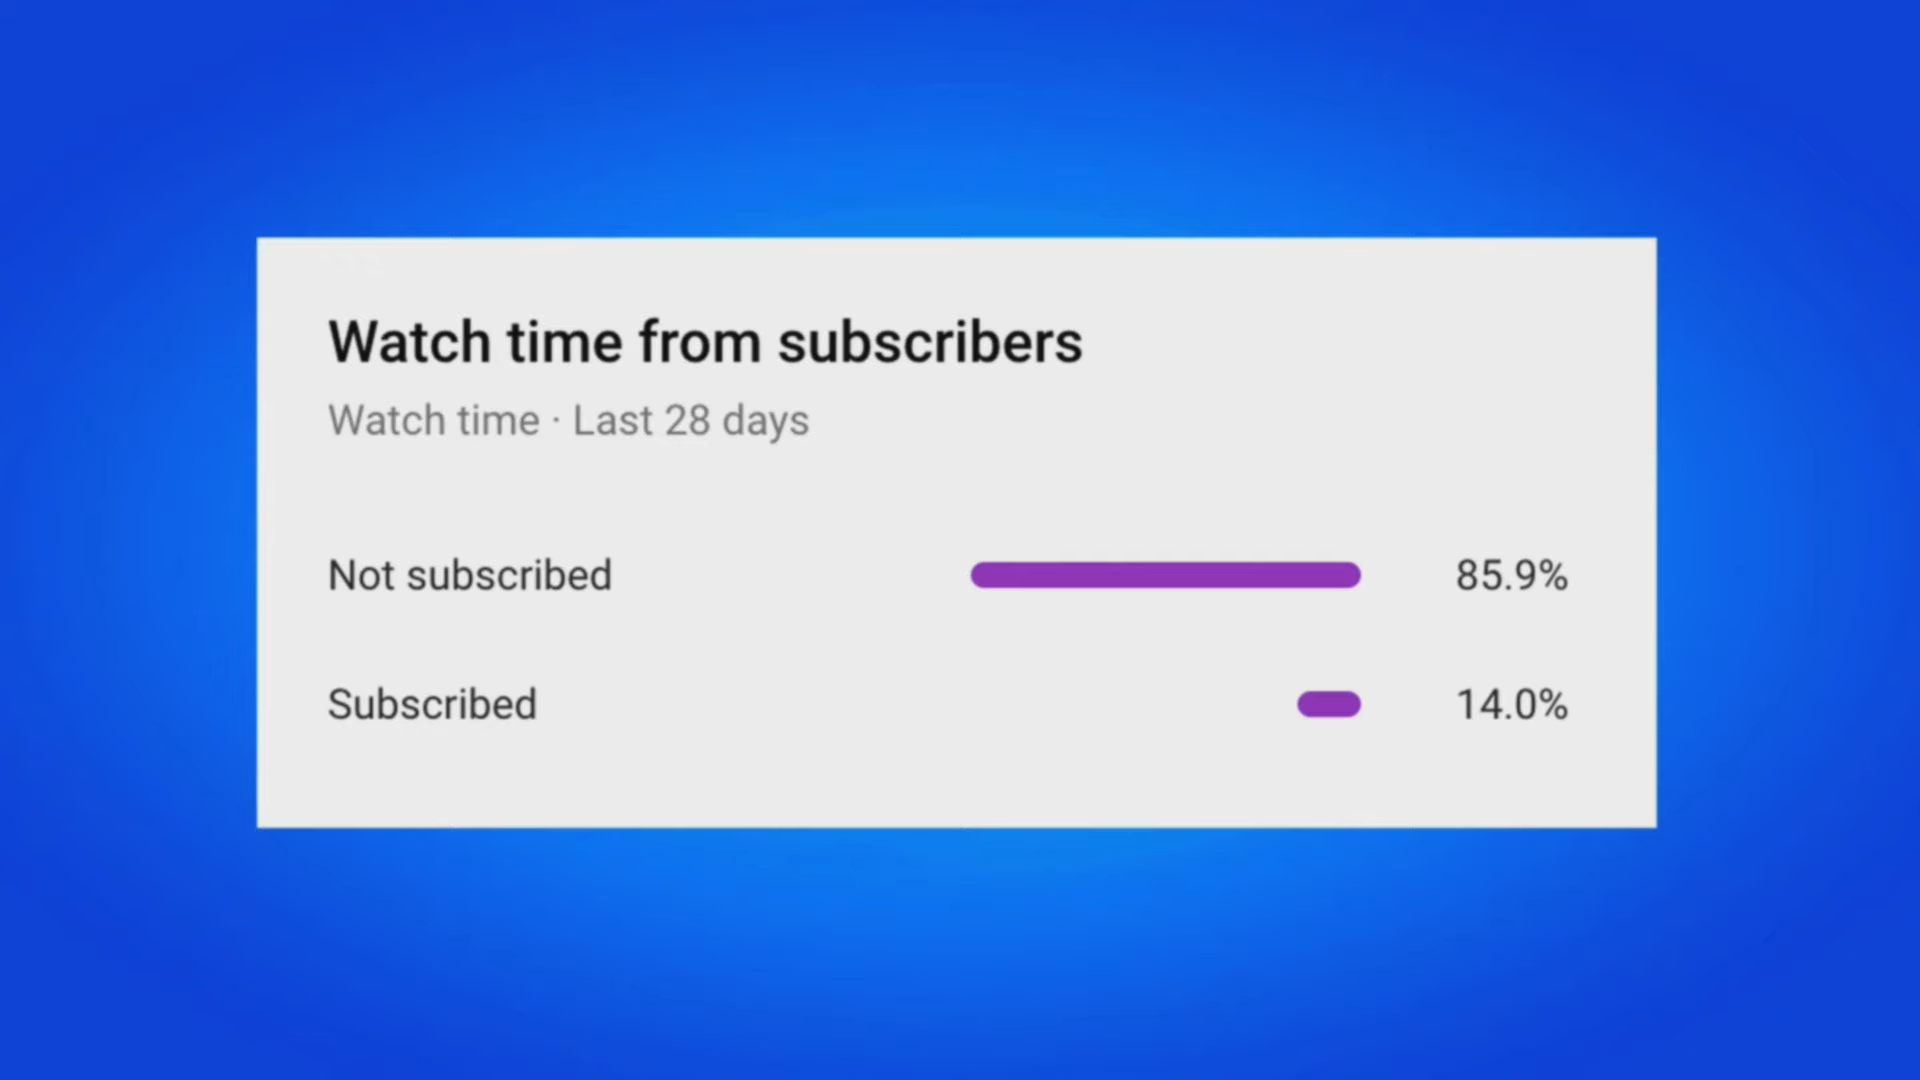 Watch time from subscribers
Watch time · Last 28 days
Not subscribed 85.9%
Subscribed 14.0%